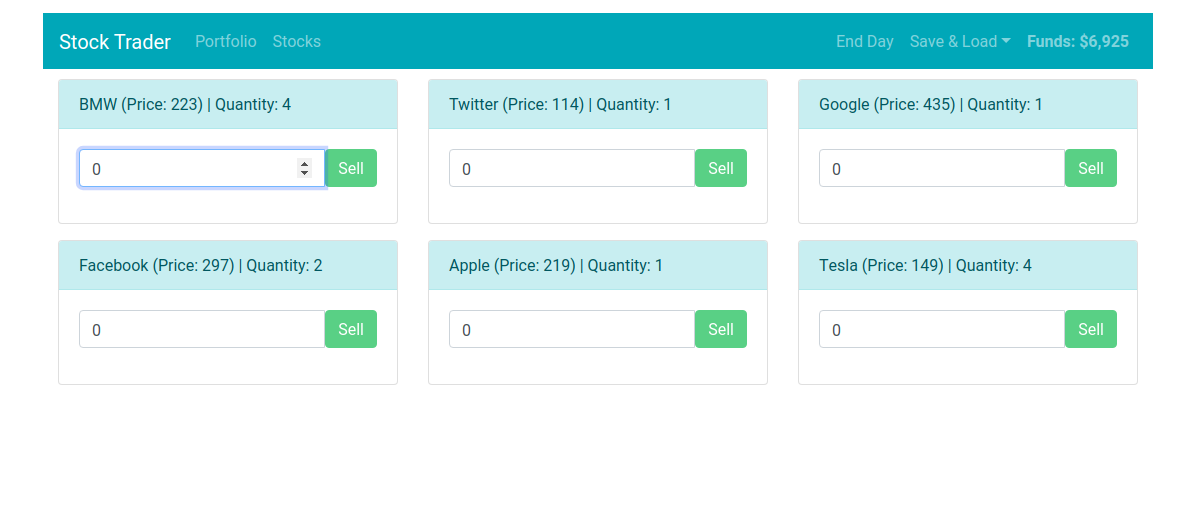 Stock Trader Portfolio Stocks End Day Save & Load Funds: $6,925
BMW (Price: 223) | Quantity: 4 Twitter (Price: 114) | Quantity: 1 Google (Price: 435) | Quantity: 1
0 Sell 0 Sell 0 Sell
Facebook (Price: 297) | Quantity: 2 Apple (Price: 219) | Quantity: 1 Tesla (Price: 149) | Quantity: 4
0 Sell 0 Sell 0 Sell